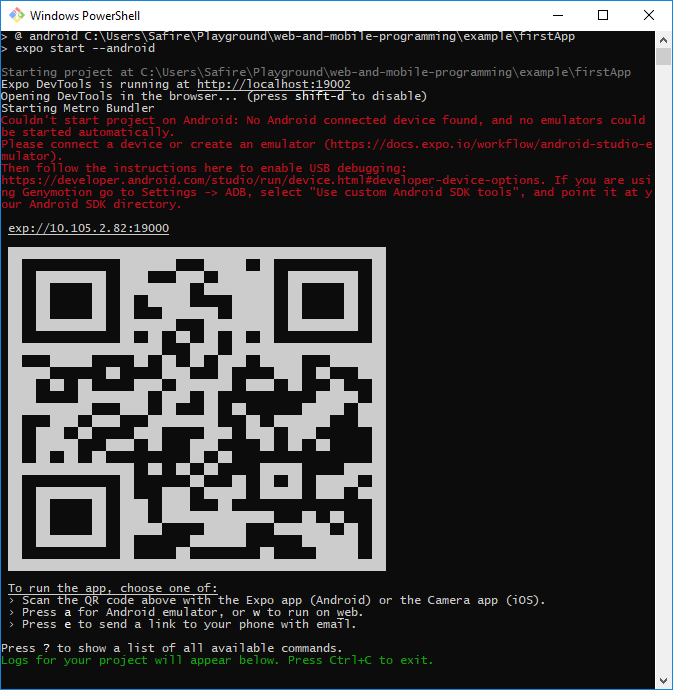 Windows PowerShell
> @ android C:\Users\Safire\Playground\web-and-mobile-programming\example\firstApp
> expo start --android
Starting project at C:\Users\Safire\Playground\web-and-mobile-programming\example\firstApp
Expo DevTools is running at http://localhost:19002
Opening DevTools in the browser... (press shift-d to disable)
Starting Metro Bundler
Couldn't start project on Android: No Android connected device found, and no emulators could
be started automatically.
Please connect a device or create an emulator (https://docs.expo.io/workflow/android-studio-e
mulator).
Then follow the instructions here to enable USB debugging:
https://developer.android.com/studio/run/device.html#developer-device-options. If you are usi
ng Genymotion go to Settings -> ADB, select "Use custom Android SDK tools", and point it at y
our Android SDK directory.
exp://10.105.2.82:19000
To run the app, choose one of:
› Scan the QR code above with the Expo app (Android) or the Camera app (iOS).
› Press a for Android emulator, or w to run on web.
› Press e to send a link to your phone with email.
Press ? to show a list of all available commands.
Logs for your project will appear below. Press Ctrl+C to exit.